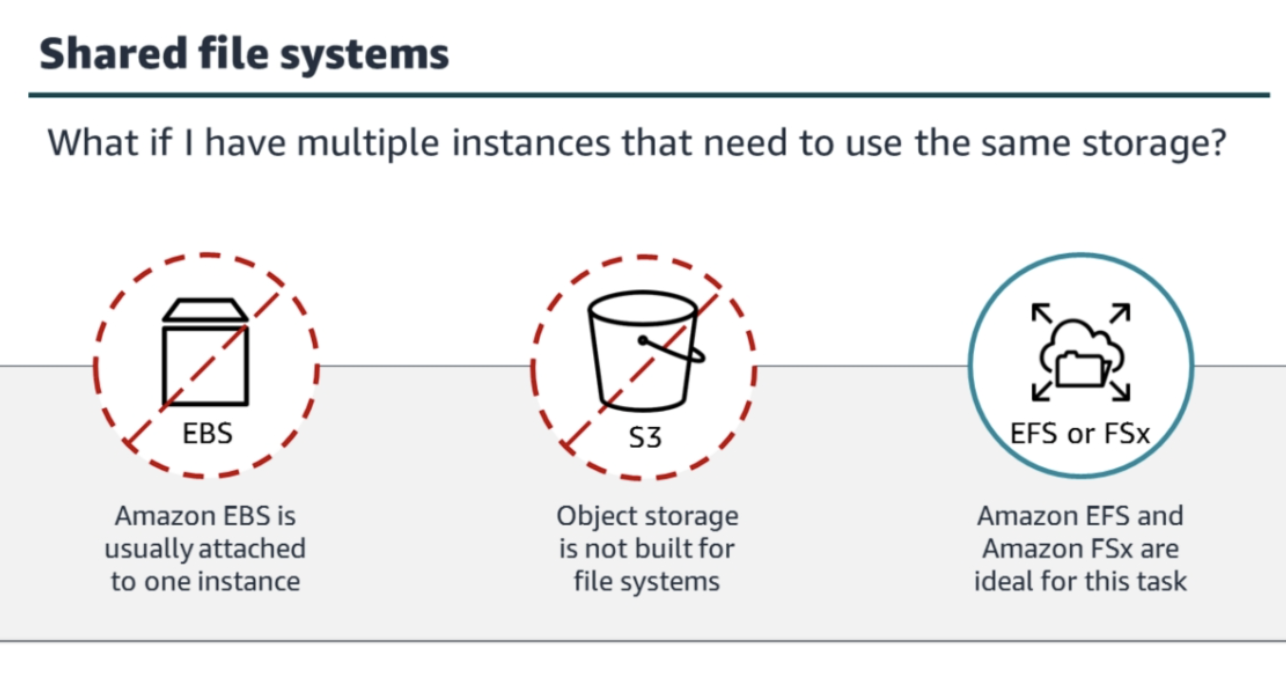 Shared file systems
What if I have multiple instances that need to use the same storage?
EBS
S3
EFS or FSx
Amazon EBS is
usually attached
to one instance
Object storage
is not built for
file systems
Amazon EFS and
Amazon FSx are
ideal for this task